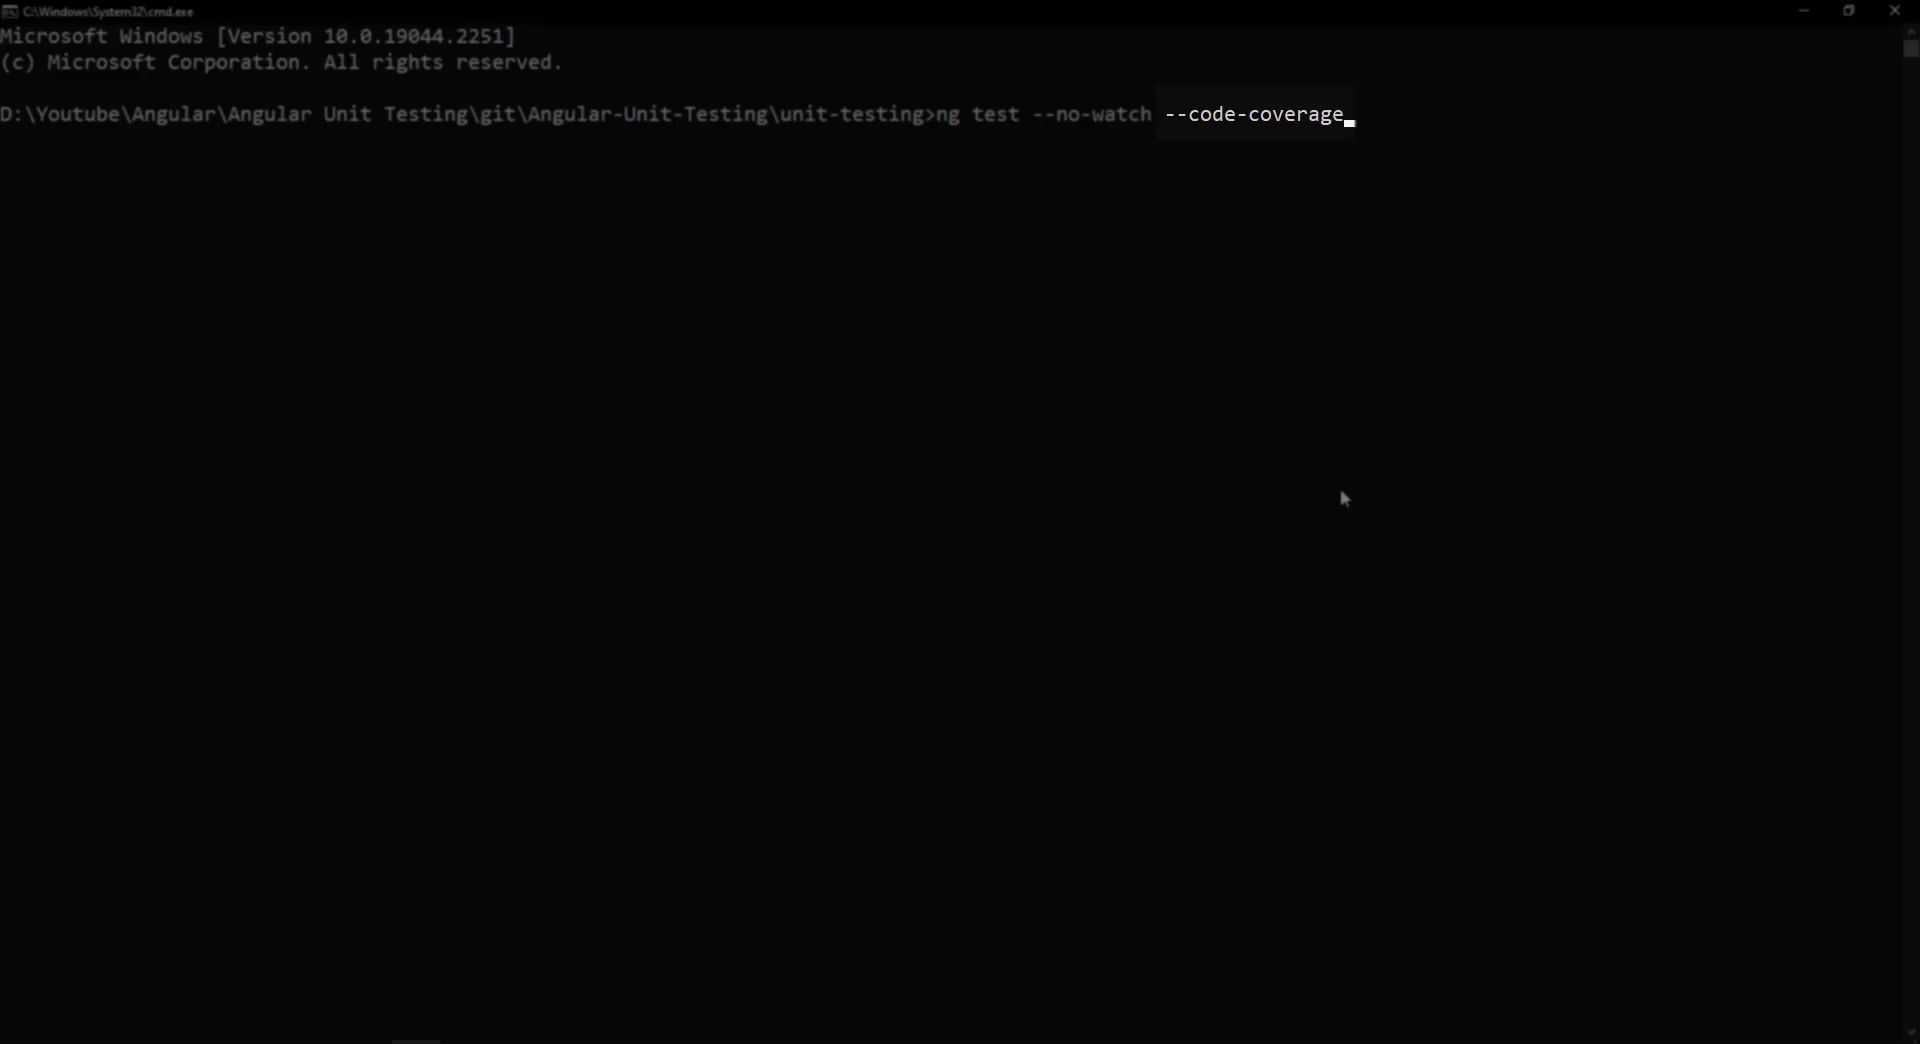 C:\Windows\System32\cmd.exe
Microsoft Windows [Version 10.0.19044.2251]
(c) Microsoft Corporation. All rights reserved.
D:\Youtube\Angular\Angular Unit Testing\git\Angular-Unit-Testing\unit-testing>ng test --no-watch --code-coverage